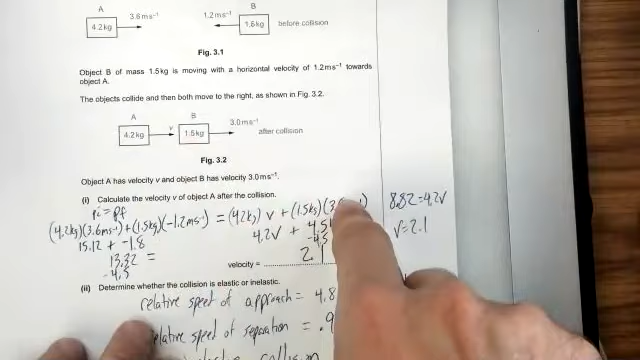 A B
3.6 ms⁻¹ 1.2 ms⁻¹
4.2 kg 1.5 kg before collision
Fig. 3.1
Object B of mass 1.5 kg is moving with a horizontal velocity of 1.2 ms⁻¹ towards
object A.
The objects collide and then both move to the right, as shown in Fig. 3.2.
A B
v 3.0 ms⁻¹
4.2 kg 1.5 kg after collision
Fig. 3.2
Object A has velocity v and object B has velocity 3.0 ms⁻¹.
(i) Calculate the velocity v of object A after the collision.
pi = pf
(4.2kg)(3.6ms⁻¹)+(1.5kg)(-1.2ms⁻¹) = (4.2kg) v + (1.5kg)(3.
8.82 = 4.2v
15.12 + -1.8 4.2v + 4.5
v = 2.1
13.32 = -4.5
-4.5
velocity = 2.1
(ii) Determine whether the collision is elastic or inelastic.
relative speed of approach = 4.8
relative speed of separation = .9
collision